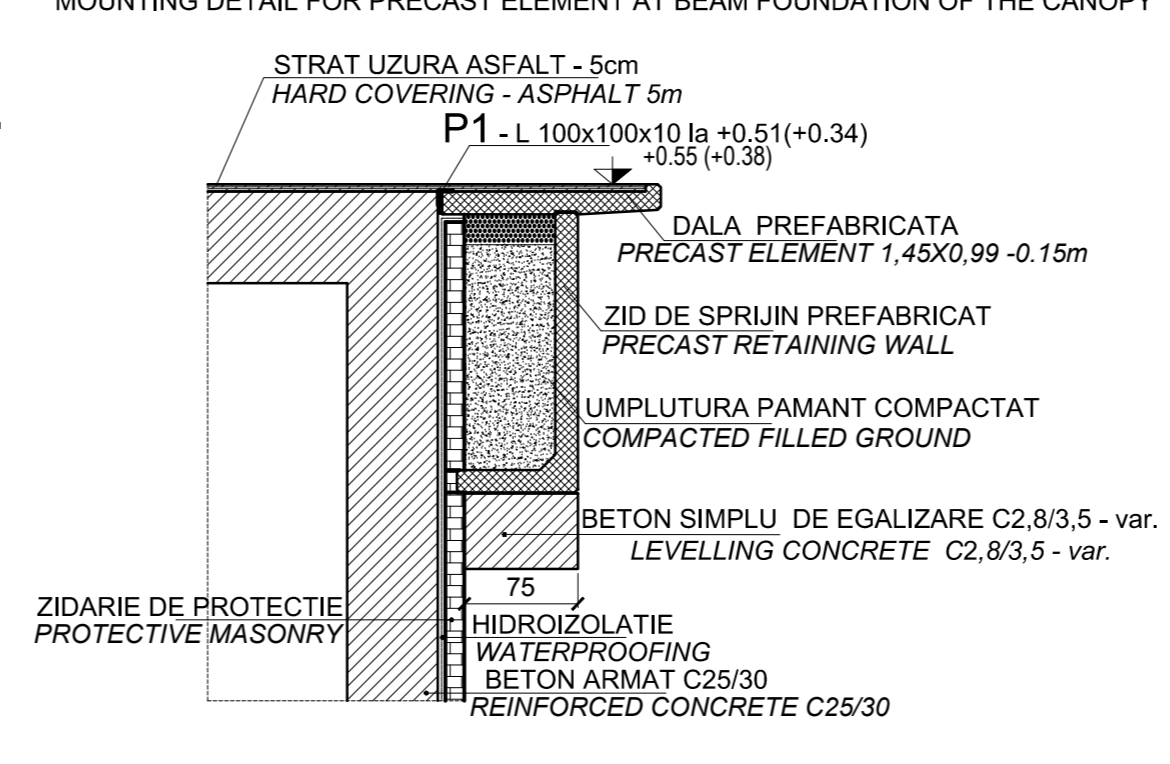 MOUNTING DETAIL FOR PRECAST ELEMENT AT BEAM FOUNDATION OF THE CANOPY
STRAT UZURA ASFALT - 5cm
HARD COVERING - ASPHALT 5m
P1 - L 100x100x10 la +0.51(+0.34)
+0.55 (+0.38)
DALA PREFABRICATA
PRECAST ELEMENT 1,45X0,99 -0.15m
ZID DE SPRIJIN PREFABRICAT
PRECAST RETAINING WALL
UMPLUTURA PAMANT COMPACTAT
COMPACTED FILLED GROUND
BETON SIMPLU DE EGALIZARE C2,8/3,5 - var.
LEVELLING CONCRETE C2,8/3,5 - var.
75
ZIDARIE DE PROTECTIE
PROTECTIVE MASONRY
HIDROIZOLATIE
WATERPROOFING
BETON ARMAT C25/30
REINFORCED CONCRETE C25/30